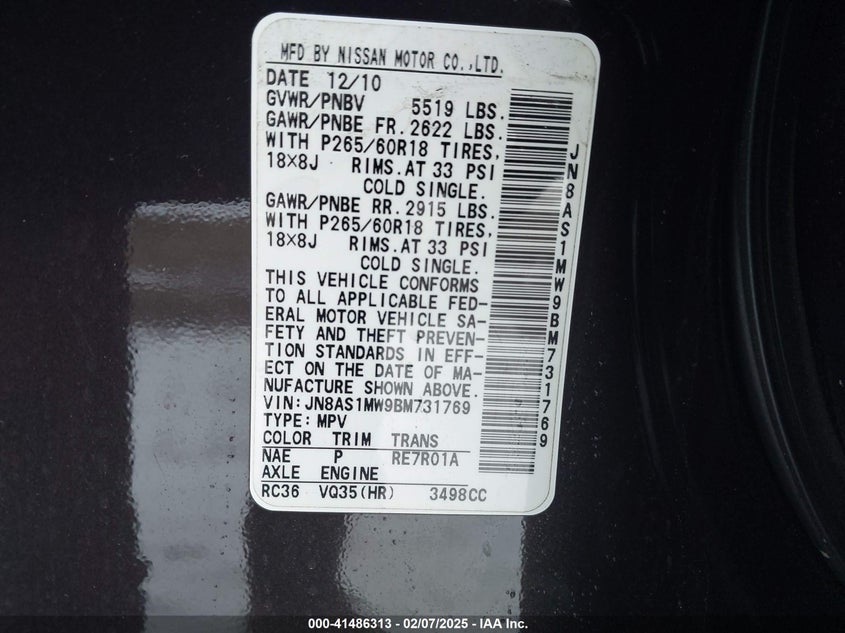 MFD BY NISSAN MOTOR CO.,LTD.
DATE 12/10
GVWR/PNBV 5519 LBS.
GAWR/PNBE FR. 2622 LBS.
WITH P265/60R18 TIRES,
18X8J RIMS.AT 33 PSI
COLD SINGLE.
GAWR/PNBE RR. 2915 LBS.
WITH P265/60R18 TIRES,
18X8J RIMS.AT 33 PSI
COLD SINGLE.
THIS VEHICLE CONFORMS
TO ALL APPLICABLE FED-
ERAL MOTOR VEHICLE SA-
FETY AND THEFT PREVEN-
TION STANDARDS IN EFF-
ECT ON THE DATE OF MA-
NUFACTURE SHOWN ABOVE.
VIN:JN8AS1MW9BM731769
TYPE: MPV
COLOR TRIM TRANS
NAE P RE7R01A
AXLE ENGINE
RC36 VQ35(HR) 3498CC
JN8AS1MW9BM731769
000-41486313 - 02/07/2025 - IAA Inc.